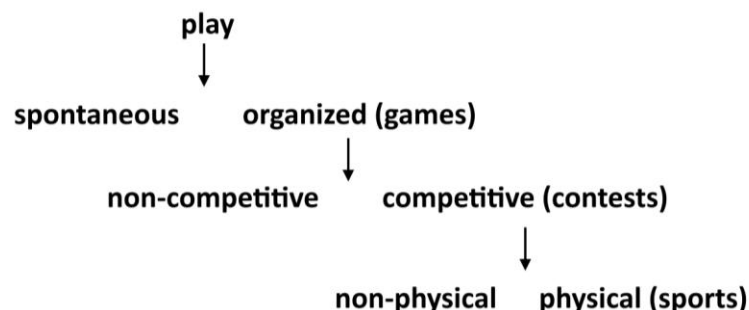 play
spontaneous organized (games)
non-competitive competitive (contests)
non-physical physical (sports)